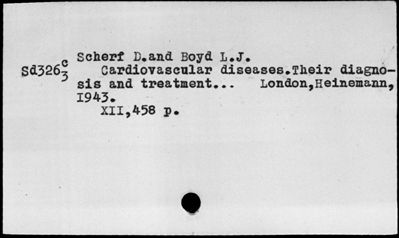 Scherf D.and Boyd L.J.
Sd326 c/3 Cardiovascular diseases.Their diagno-
sis and treatment... London,Heinemann,
1943.
XII,458 p.